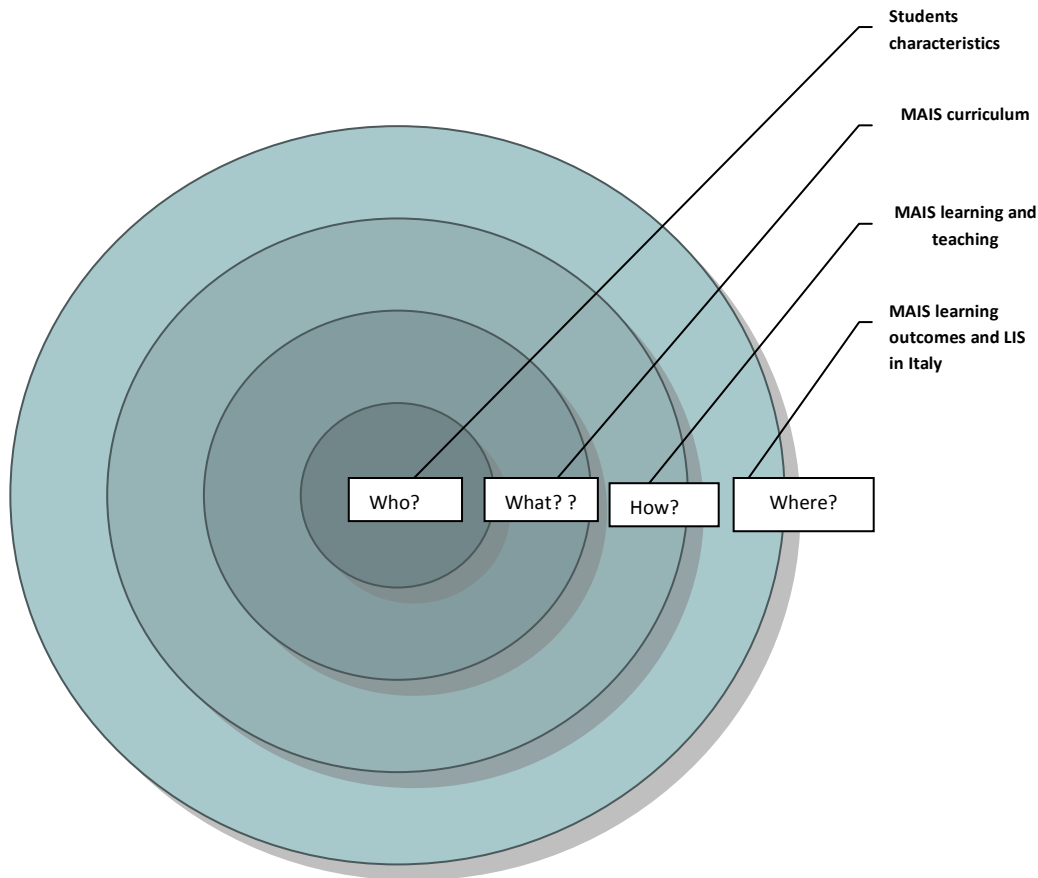 Students
characteristics
MAIS curriculum
MAIS learning and
teaching
MAIS learning
outcomes and LIS
in Italy
Who?
What? ?
How?
Where?